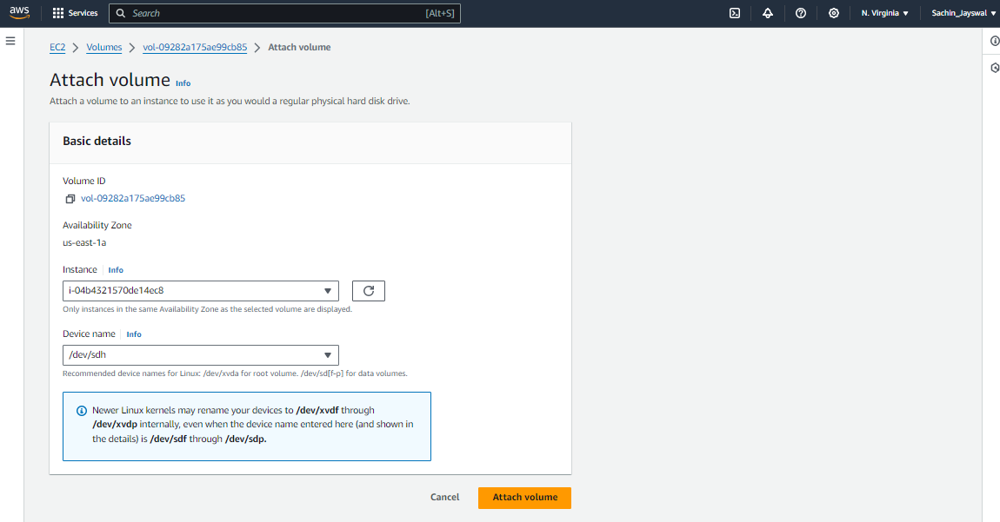 aws Services Search [Alt+S] N. Virginia Sachin_Jayswal
EC2 Volumes vol-09282a175ae99cb85 Attach volume
Attach volume Info
Attach a volume to an instance to use it as you would a regular physical hard disk drive.
Basic details
Volume ID
vol-09282a175ae99cb85
Availability Zone
us-east-1a
Instance Info
i-04b4321570de14ec8
Only instances in the same Availability Zone as the selected volume are displayed.
Device name Info
/dev/sdh
Recommended device names for Linux: /dev/xvda for root volume. /dev/sd[f-p] for data volumes.
Newer Linux kernels may rename your devices to /dev/xvdf through
/dev/xvdp internally, even when the device name entered here (and shown in
the details) is /dev/sdf through /dev/sdp.
Cancel Attach volume